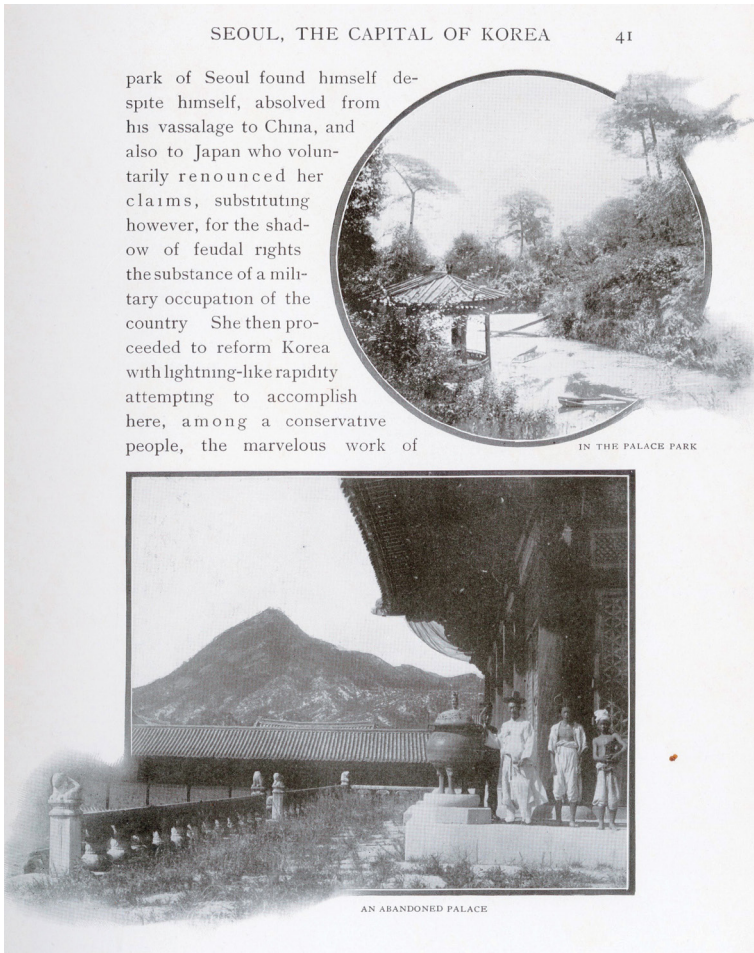 SEOUL, THE CAPITAL OF KOREA 41
park of Seoul found himself de-
spite himself, absolved from
his vassalage to China, and
also to Japan who volun-
tarily renounced her
claims, substituting
however, for the shad-
ow of feudal rights
the substance of a mili-
tary occupation of the
country She then pro-
ceeded to reform Korea
with lightning-like rapidity
attempting to accomplish
here, among a conservative
people, the marvelous work of
IN THE PALACE PARK
AN ABANDONED PALACE